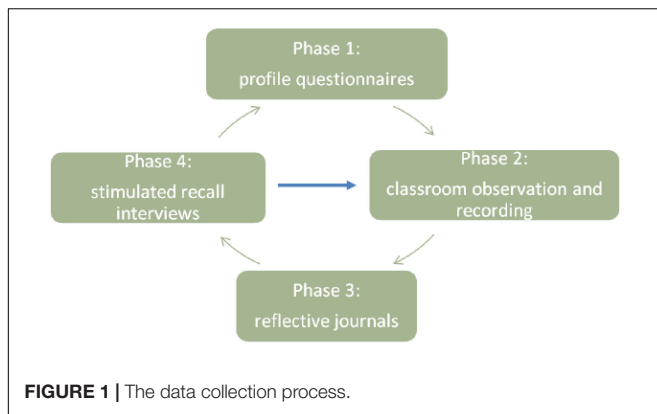 Phase 1:
profile questionnaires
Phase 4:
stimulated recall
interviews
Phase 2:
classroom observation and
recording
Phase 3:
reflective journals
FIGURE 1 | The data collection process.